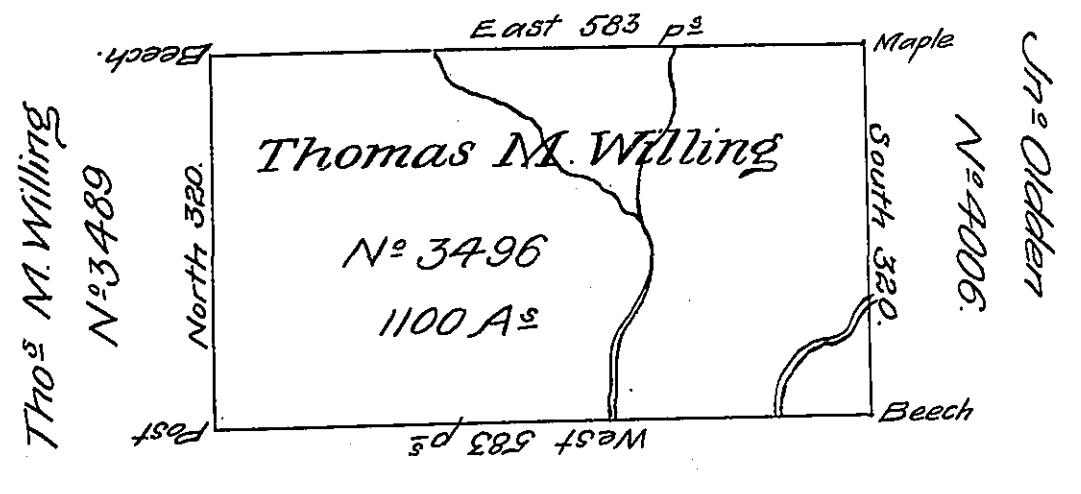 East 583 pˢ
Beech.
Maple
Thoˢ M. Willing
Nº 3489
North 320.
Thomas M. Willing
Nº 3496
1100 Aˢ
South 320.
Nº 4006.
Jnº Oldden
Post
West 583 pˢ
Beech